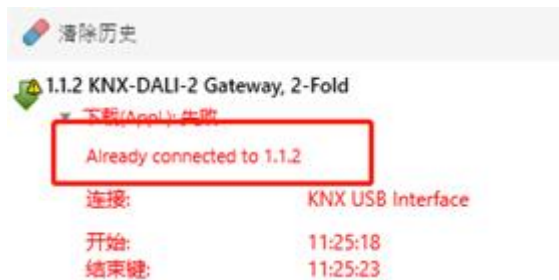 清除历史
1.1.2 KNX-DALI-2 Gateway, 2-Fold
下载(Appl.): 失败
Already connected to 1.1.2
连接: KNX USB Interface
开始: 11:25:18
结束键: 11:25:23